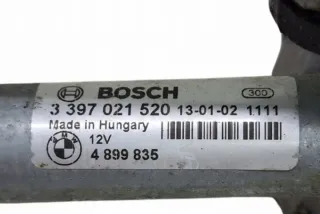 BOSCH 300
3 397 021 520 13-01-02 1111
Made in Hungary
12V
4 899 835